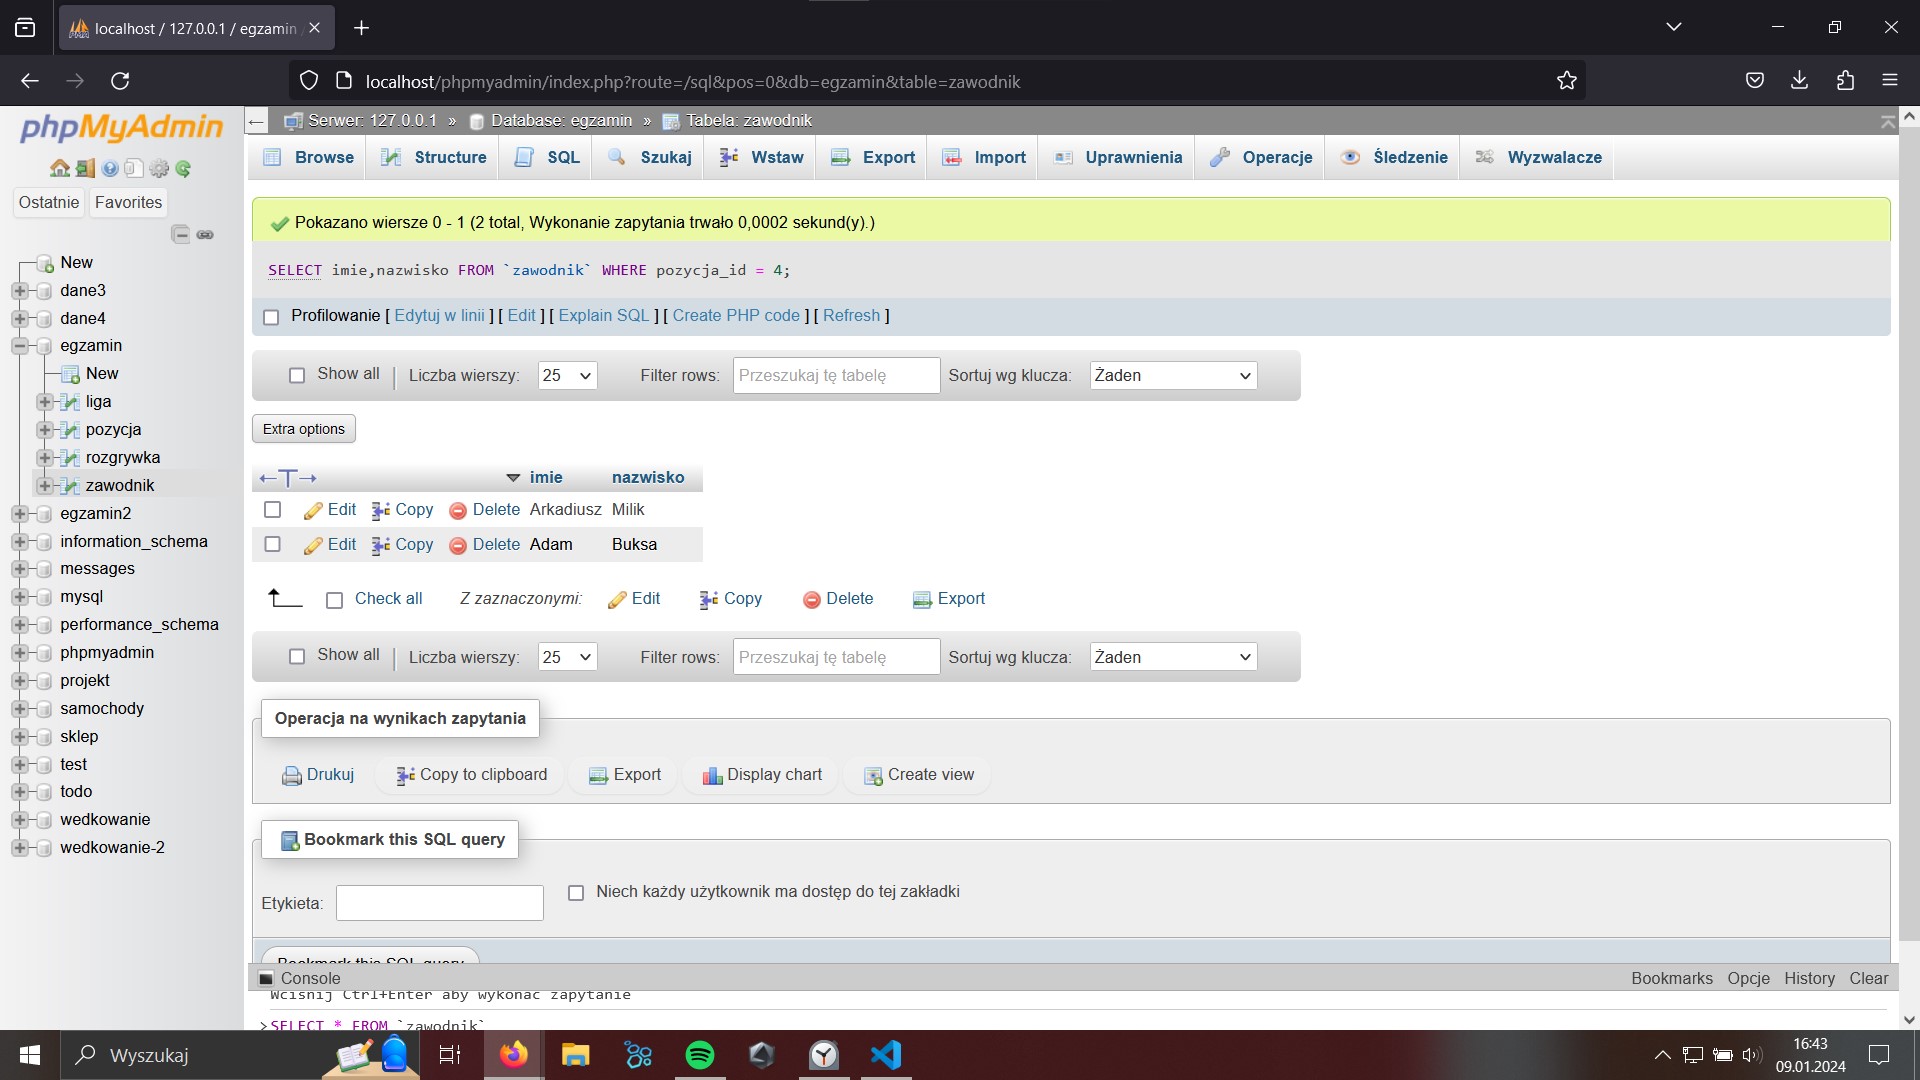 localhost / 127.0.0.1 / egzamin
localhost/phpmyadmin/index.php?route=/sql&pos=0&db=egzamin&table=zawodnik
phpMyAdmin
Ostatnie Favorites
New
dane3
dane4
egzamin
New
liga
pozycja
rozgrywka
zawodnik
egzamin2
information_schema
messages
mysql
performance_schema
phpmyadmin
projekt
samochody
sklep
test
todo
wedkowanie
wedkowanie-2
Serwer: 127.0.0.1 » Database: egzamin » Tabela: zawodnik
Browse Structure SQL Szukaj Wstaw Export Import Uprawnienia Operacje Śledzenie Wyzwalacze
Pokazano wiersze 0 - 1 (2 total, Wykonanie zapytania trwało 0,0002 sekund(y).)
SELECT imie,nazwisko FROM `zawodnik` WHERE pozycja_id = 4;
Profilowanie [ Edytuj w linii ] [ Edit ] [ Explain SQL ] [ Create PHP code ] [ Refresh ]
Show all | Liczba wierszy: 25 Filter rows: Przeszukaj tę tabelę Sortuj wg klucza: Żaden
Extra options
←T→ imie nazwisko
Edit Copy Delete Arkadiusz Milik
Edit Copy Delete Adam Buksa
Check all Z zaznaczonymi: Edit Copy Delete Export
Show all | Liczba wierszy: 25 Filter rows: Przeszukaj tę tabelę Sortuj wg klucza: Żaden
Operacja na wynikach zapytania
Drukuj Copy to clipboard Export Display chart Create view
Bookmark this SQL query
Etykieta: Niech każdy użytkownik ma dostęp do tej zakładki
Bookmark this SQL query
Console Bookmarks Opcje History Clear
Wciśnij Ctrl+Enter aby wykonać zapytanie
>SELECT * FROM `zawodnik`
Wyszukaj
16:43
09.01.2024